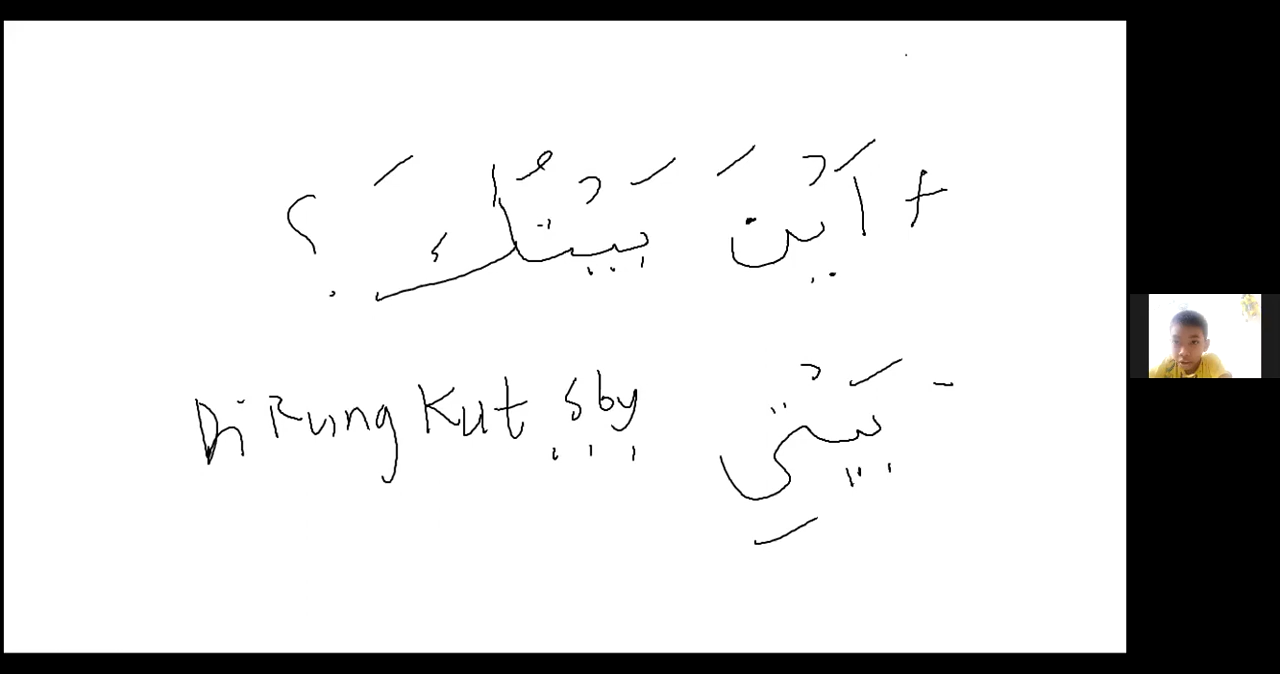 + اَيْنَ بَيْتُكَ ؟
- بَيْتِي Di RungKut sby ...